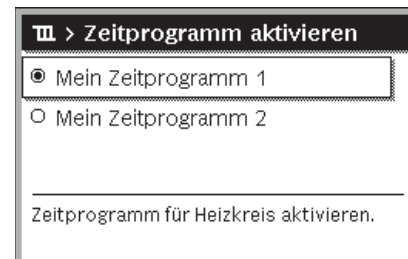 > Zeitprogramm aktivieren
Mein Zeitprogramm 1
Mein Zeitprogramm 2
Zeitprogramm für Heizkreis aktivieren.